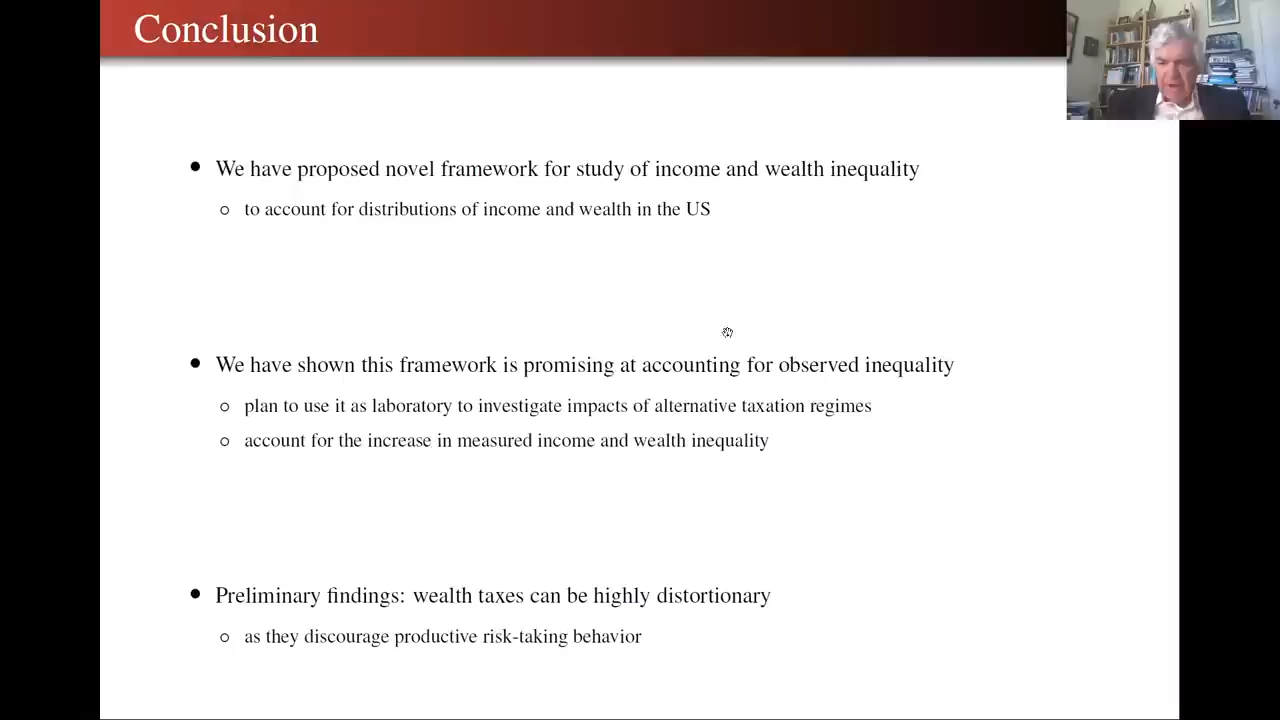 Conclusion
• We have proposed novel framework for study of income and wealth inequality
○ to account for distributions of income and wealth in the US
• We have shown this framework is promising at accounting for observed inequality
○ plan to use it as laboratory to investigate impacts of alternative taxation regimes
○ account for the increase in measured income and wealth inequality
• Preliminary findings: wealth taxes can be highly distortionary
○ as they discourage productive risk-taking behavior